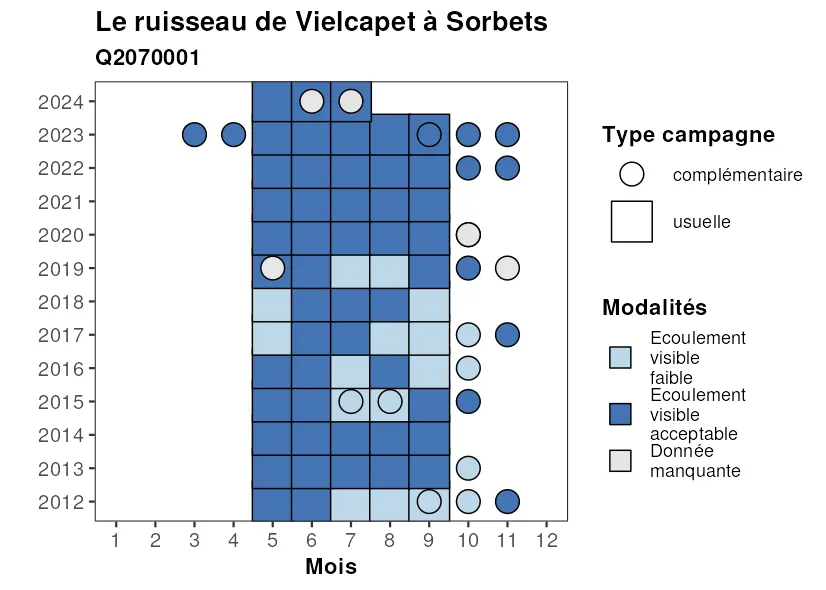 Le ruisseau de Vielcapet à Sorbets
Q2070001
2024
2023
2022
2021
2020
2019
2018
2017
2016
2015
2014
2013
2012
1 2 3 4 5 6 7 8 9 10 11 12
Mois
Type campagne
complémentaire
usuelle
Modalités
Ecoulement
visible
faible
Ecoulement
visible
acceptable
Donnée
manquante